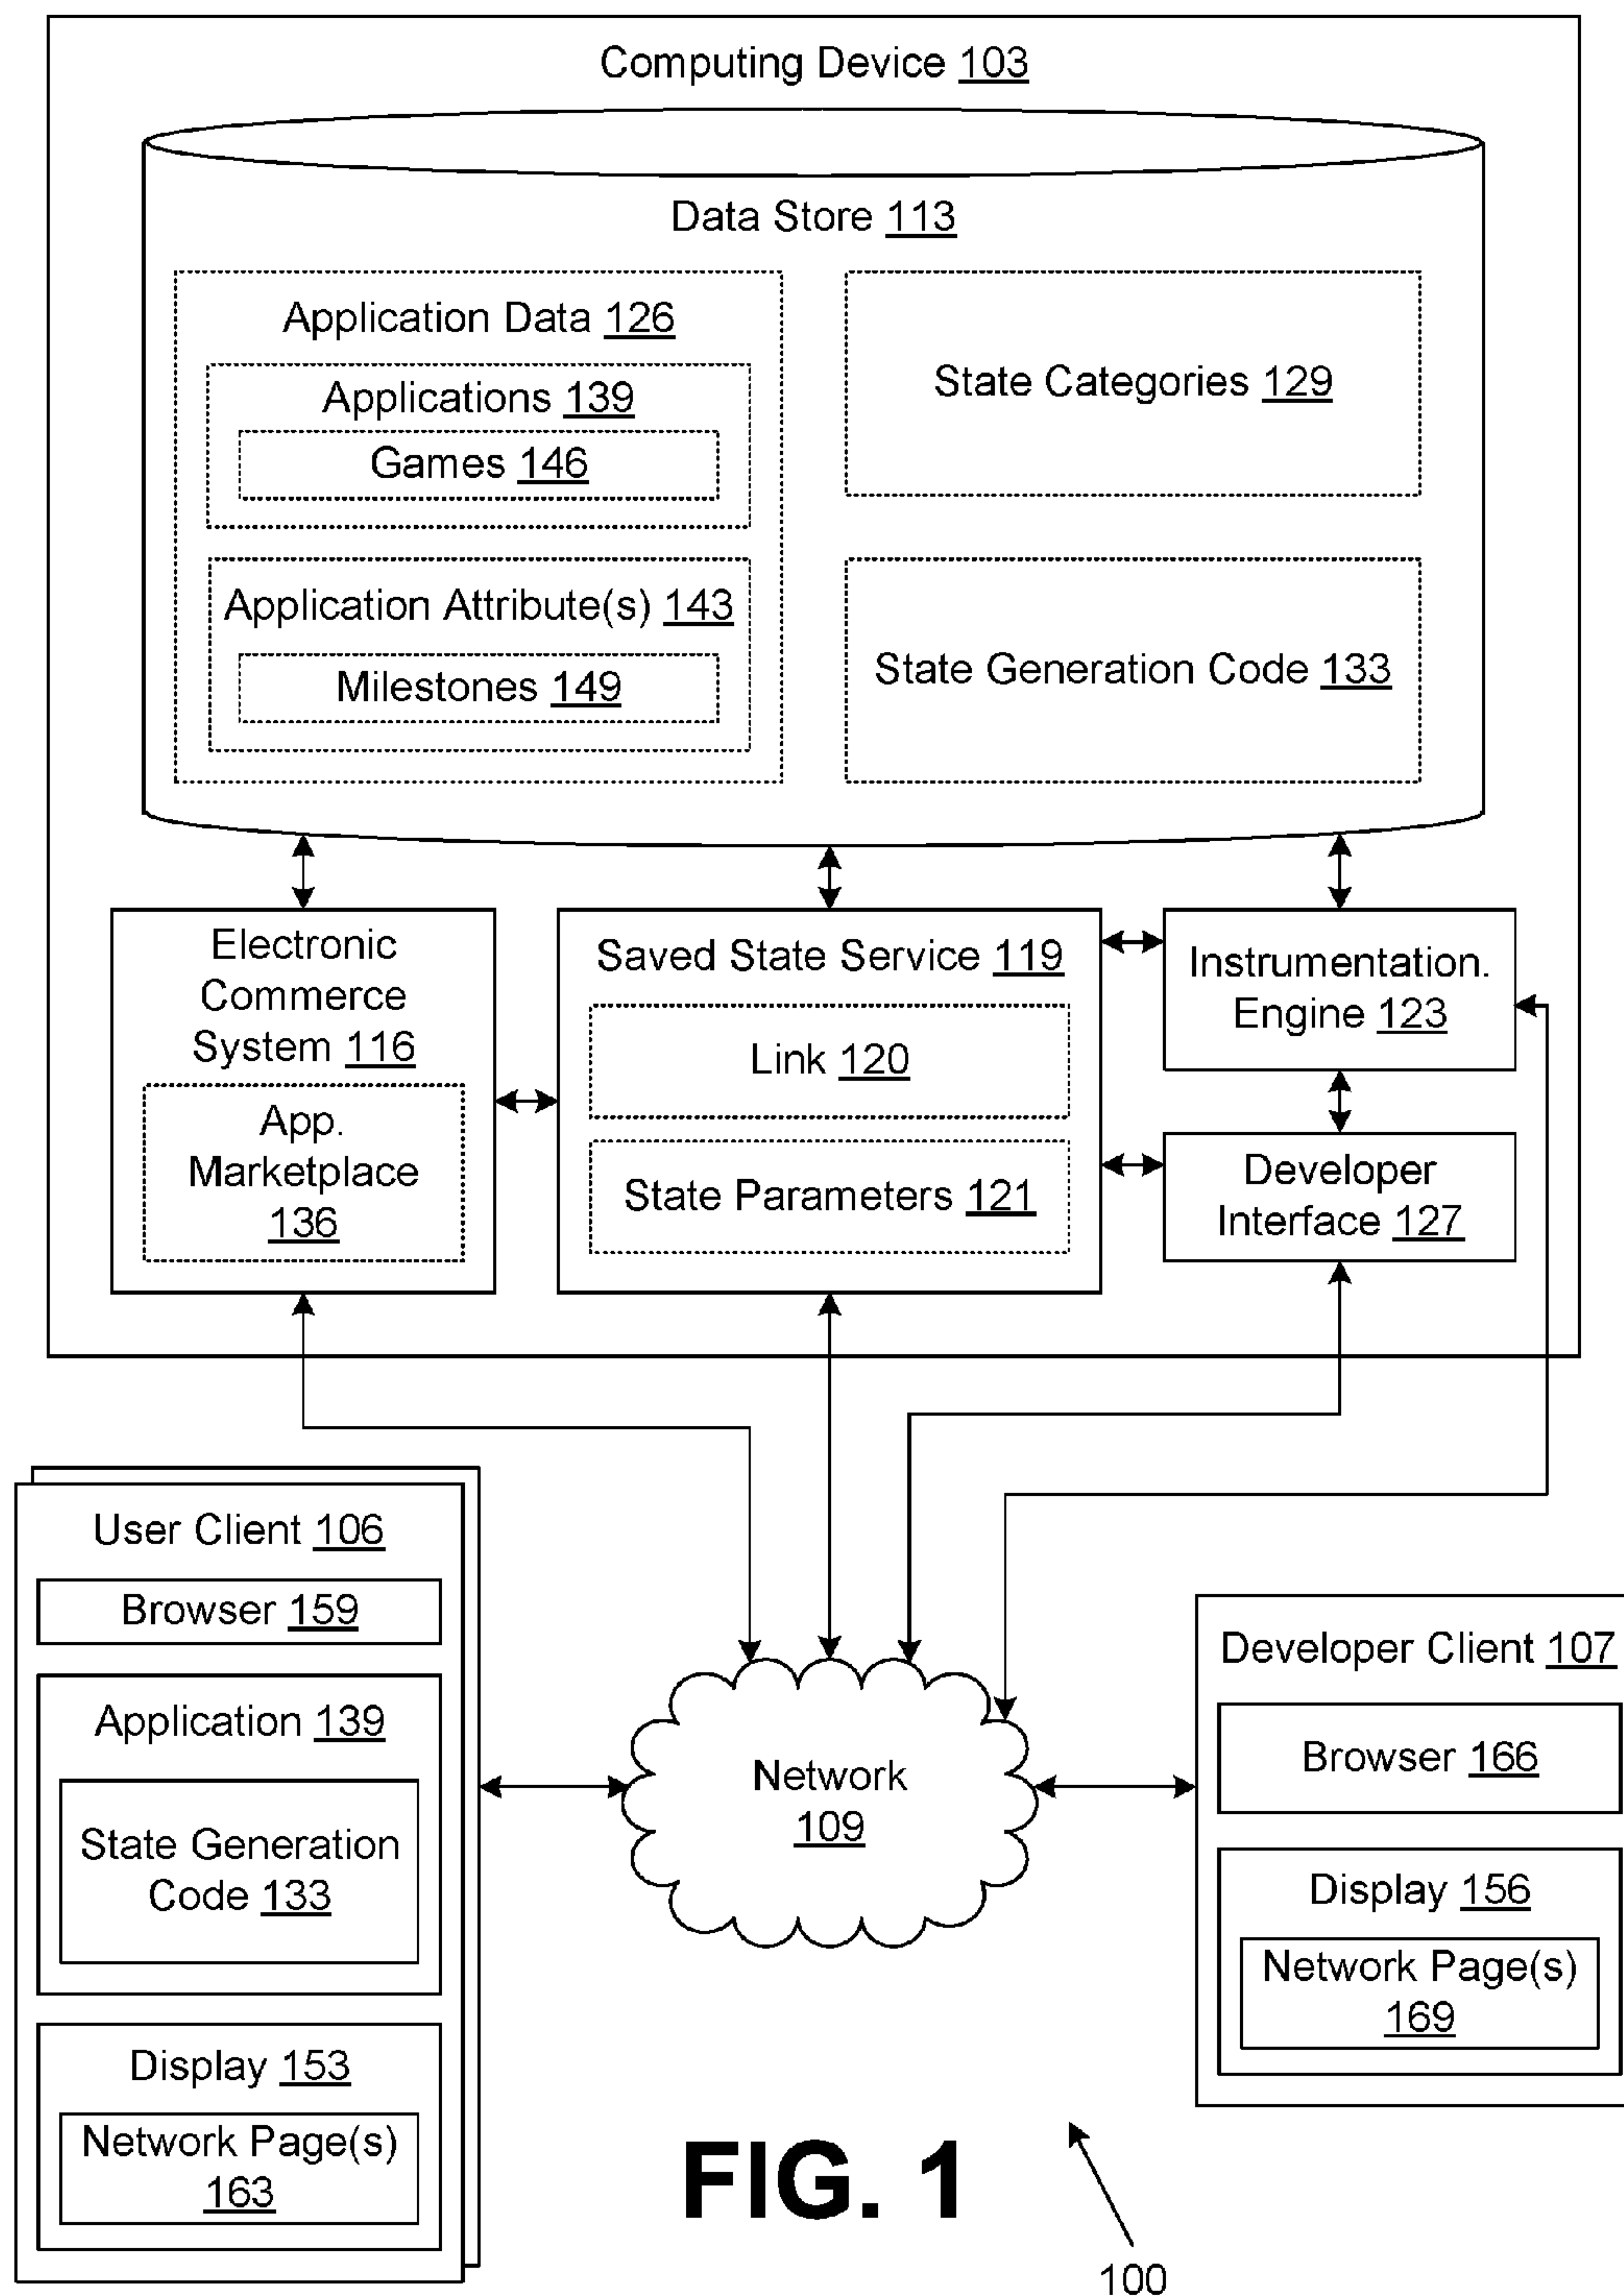 Computing Device 103
Data Store 113
Application Data 126
Applications 139
Games 146
Application Attribute(s) 143
Milestones 149
State Categories 129
State Generation Code 133
Electronic
Commerce
System 116
App.
Marketplace
136
Saved State Service 119
Link 120
State Parameters 121
Instrumentation.
Engine 123
Developer
Interface 127
User Client 106
Browser 159
Application 139
State Generation
Code 133
Display 153
Network Page(s)
163
Network
109
Developer Client 107
Browser 166
Display 156
Network Page(s)
169
FIG. 1
100